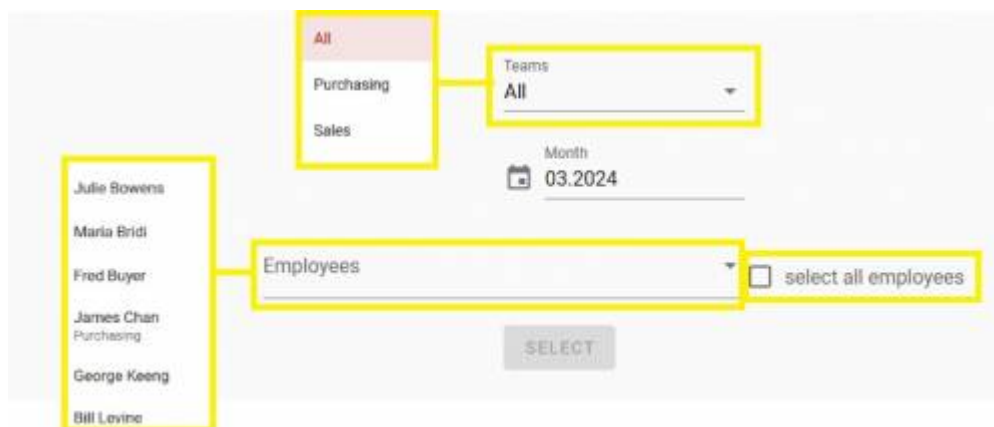 All
Purchasing
Sales
Teams
All
Month
03.2024
Julie Bowens
Maria Bridi
Fred Buyer
James Chan
Purchasing
George Keeng
Bill Levine
Employees
select all employees
SELECT